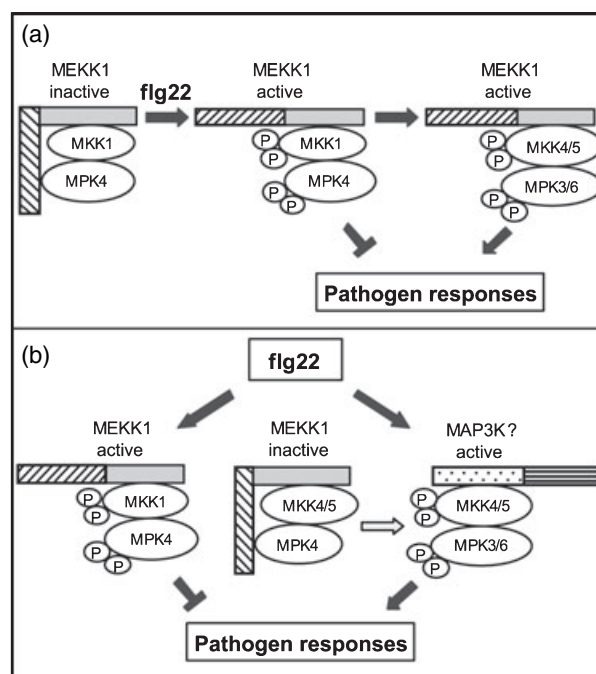 (a)
MEKK1
inactive
flg22
MEKK1
active
MEKK1
active
MKK1
MPK4
P
P
MKK1
P
P
MPK4
P
P
MKK4/5
P
P
MPK3/6
Pathogen responses
(b)
flg22
MEKK1
active
MEKK1
inactive
MAP3K?
active
P
P
MKK1
P
P
MPK4
MKK4/5
MPK4
P
P
MKK4/5
P
P
MPK3/6
Pathogen responses